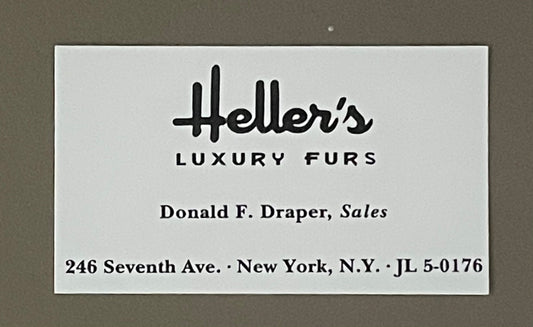 Heller's
LUXURY FURS
Donald F. Draper, Sales
246 Seventh Ave. · New York, N.Y. · JL 5-0176